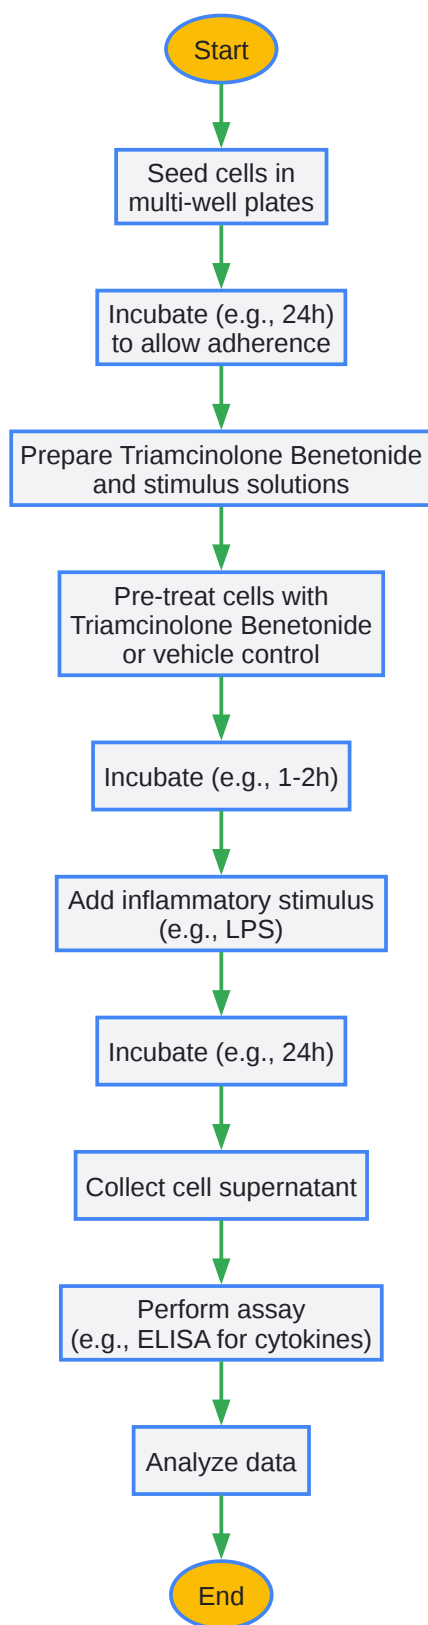 Start
Seed cells in
multi-well plates
Incubate (e.g., 24h)
to allow adherence
Prepare Triamcinolone Benetonide
and stimulus solutions
Pre-treat cells with
Triamcinolone Benetonide
or vehicle control
Incubate (e.g., 1-2h)
Add inflammatory stimulus
(e.g., LPS)
Incubate (e.g., 24h)
Collect cell supernatant
Perform assay
(e.g., ELISA for cytokines)
Analyze data
End